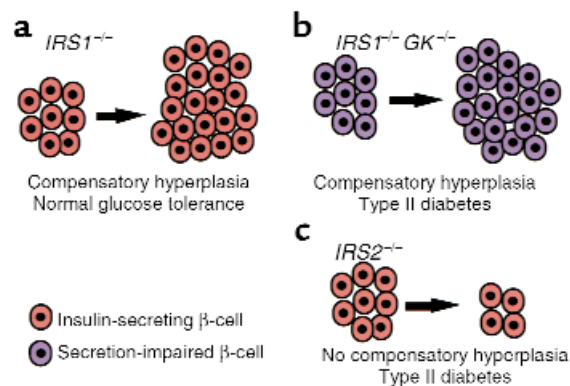 a
IRS1⁻/⁻
Compensatory hyperplasia
Normal glucose tolerance
b
IRS1⁻/⁻ GK⁻/⁻
Compensatory hyperplasia
Type II diabetes
c
IRS2⁻/⁻
No compensatory hyperplasia
Type II diabetes
Insulin-secreting β-cell
Secretion-impaired β-cell